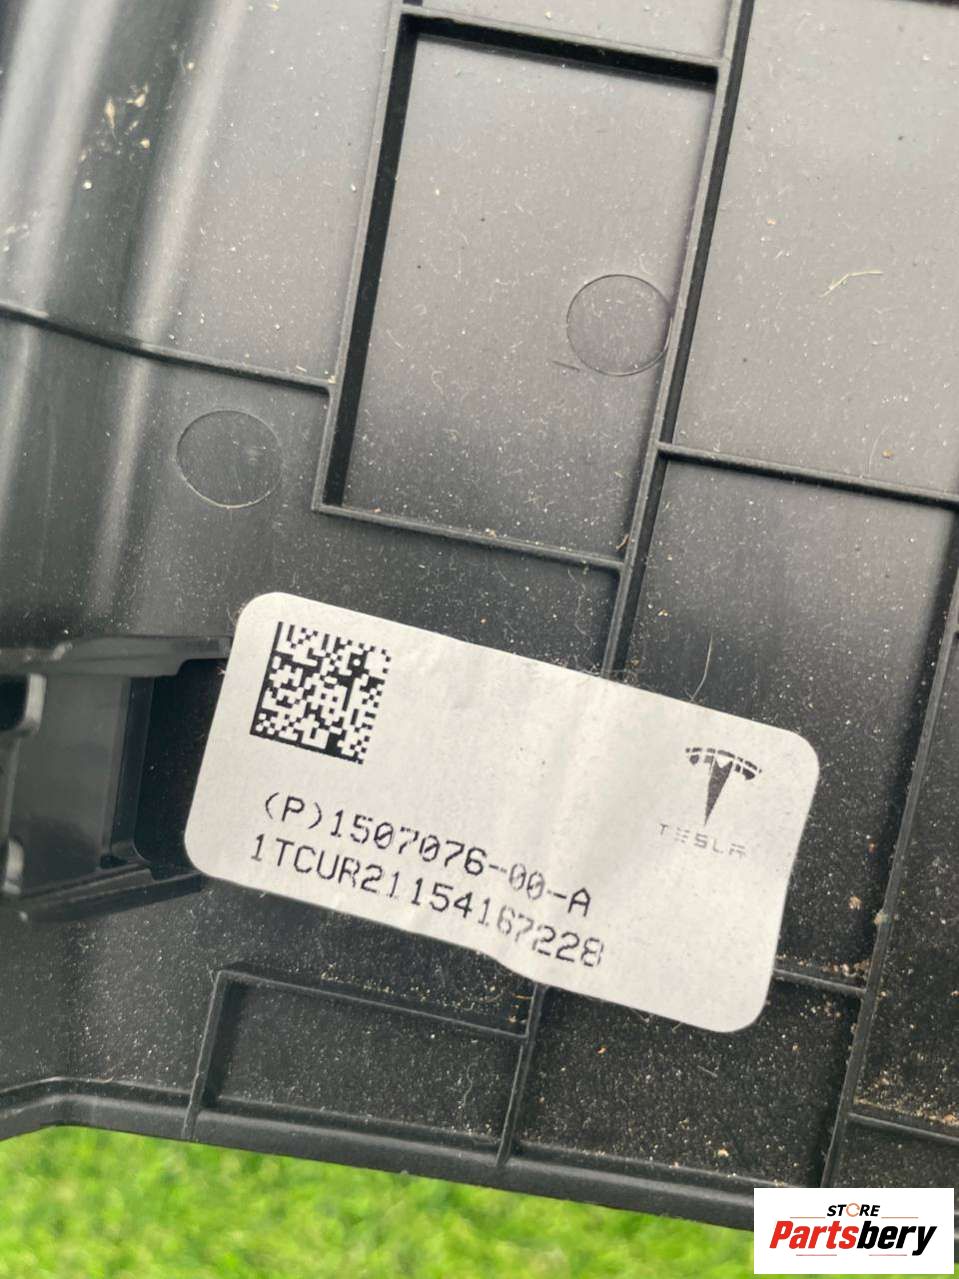 TESLA
(P)1507076-00-A
1TCUR21154167228
STORE
Partsbery